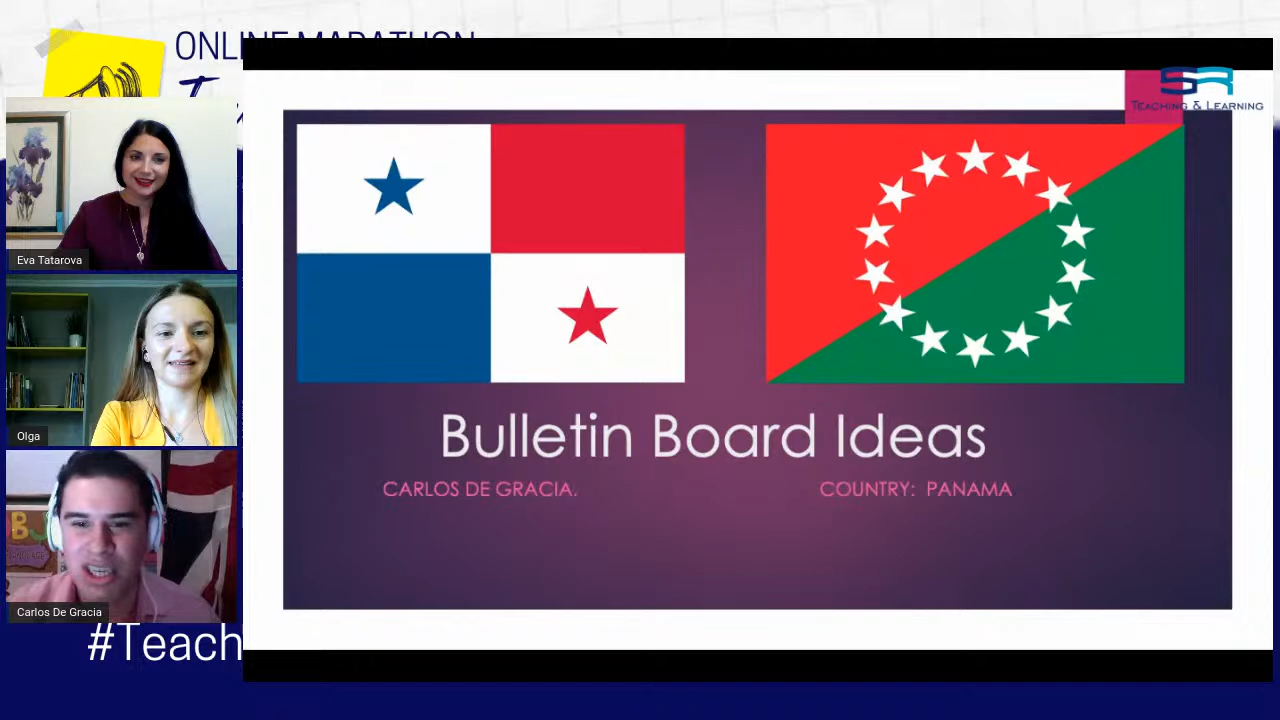 ONLINE MARATHON
SR
TEACHING & LEARNING
Eva Tatarova
Olga
Carlos De Gracia
Bulletin Board Ideas
CARLOS DE GRACIA.
COUNTRY: PANAMA
#Teach